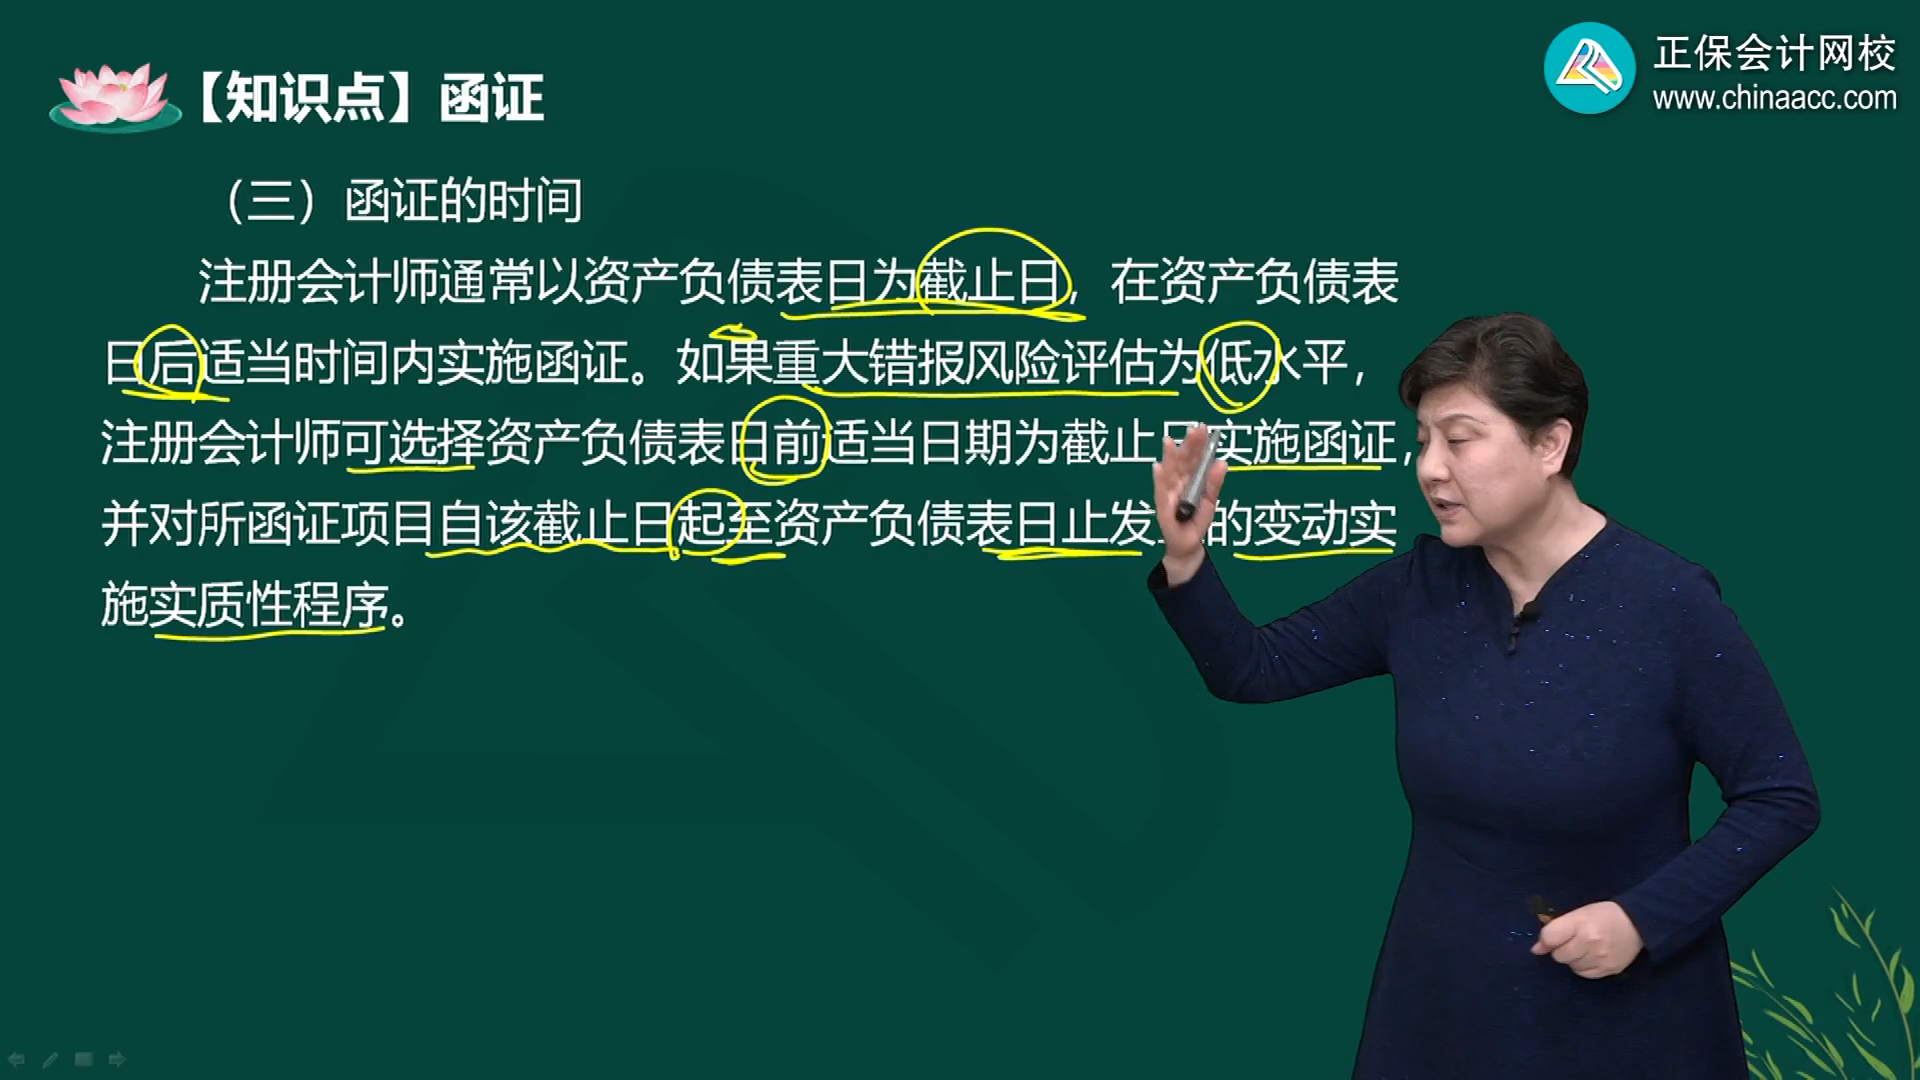 正保会计网校
www.chinaacc.com
【知识点】函证
（三）函证的时间
注册会计师通常以资产负债表日为截止日，在资产负债表
日后适当时间内实施函证。如果重大错报风险评估为低水平，
注册会计师可选择资产负债表日前适当日期为截止日实施函证，
并对所函证项目自该截止日起至资产负债表日止发生的变动实
施实质性程序。